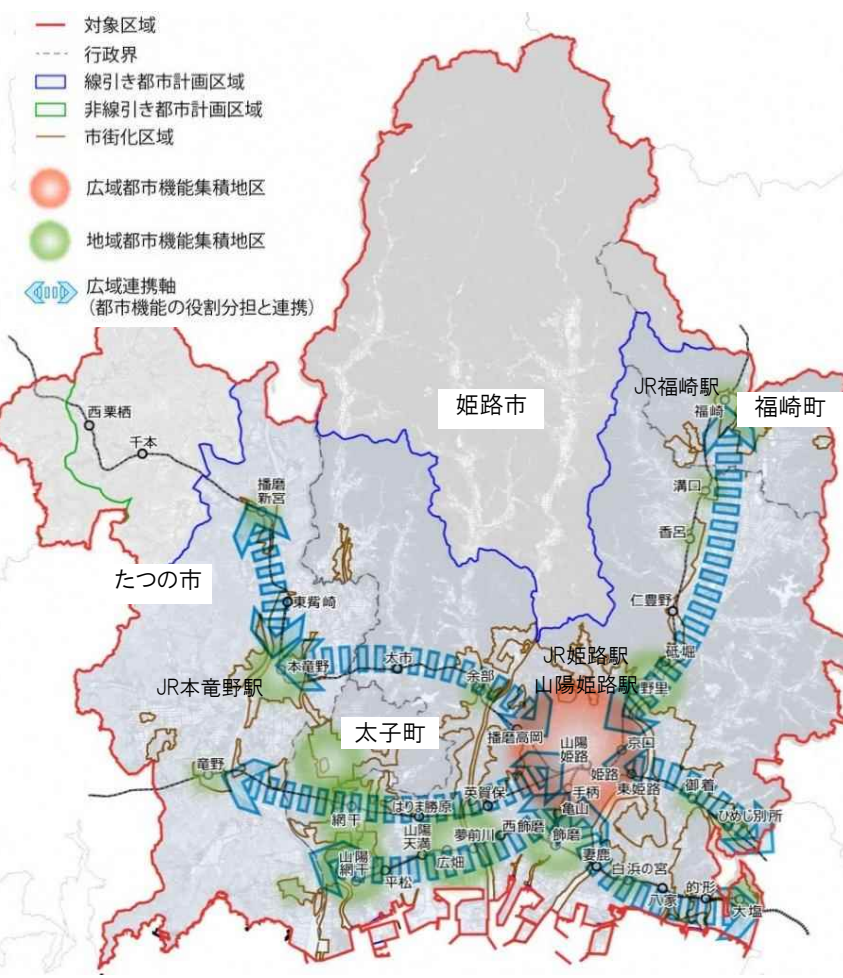 対象区域
行政界
線引き都市計画区域
非線引き都市計画区域
市街化区域
広域都市機能集積地区
地域都市機能集積地区
広域連携軸
(都市機能の役割分担と連携)
姫路市
JR福崎駅
福崎
福崎町
西栗栖
千本
溝口
播磨
新宮
香呂
たつの市
東觜崎
仁豊野
砥堀
本竜野
大市
余部
JR姫路駅
山陽姫路駅
野里
JR本竜野駅
太子町
播磨高岡
山陽
姫路
京口
竜野
姫路
東姫路
御着
手柄
英賀保
亀山
はりま勝原
網干
ひめじ別所
山陽
天満
夢前川
西飾磨
飾磨
広畑
山陽
網干
平松
妻鹿
白浜の宮
八家
的形
大塩